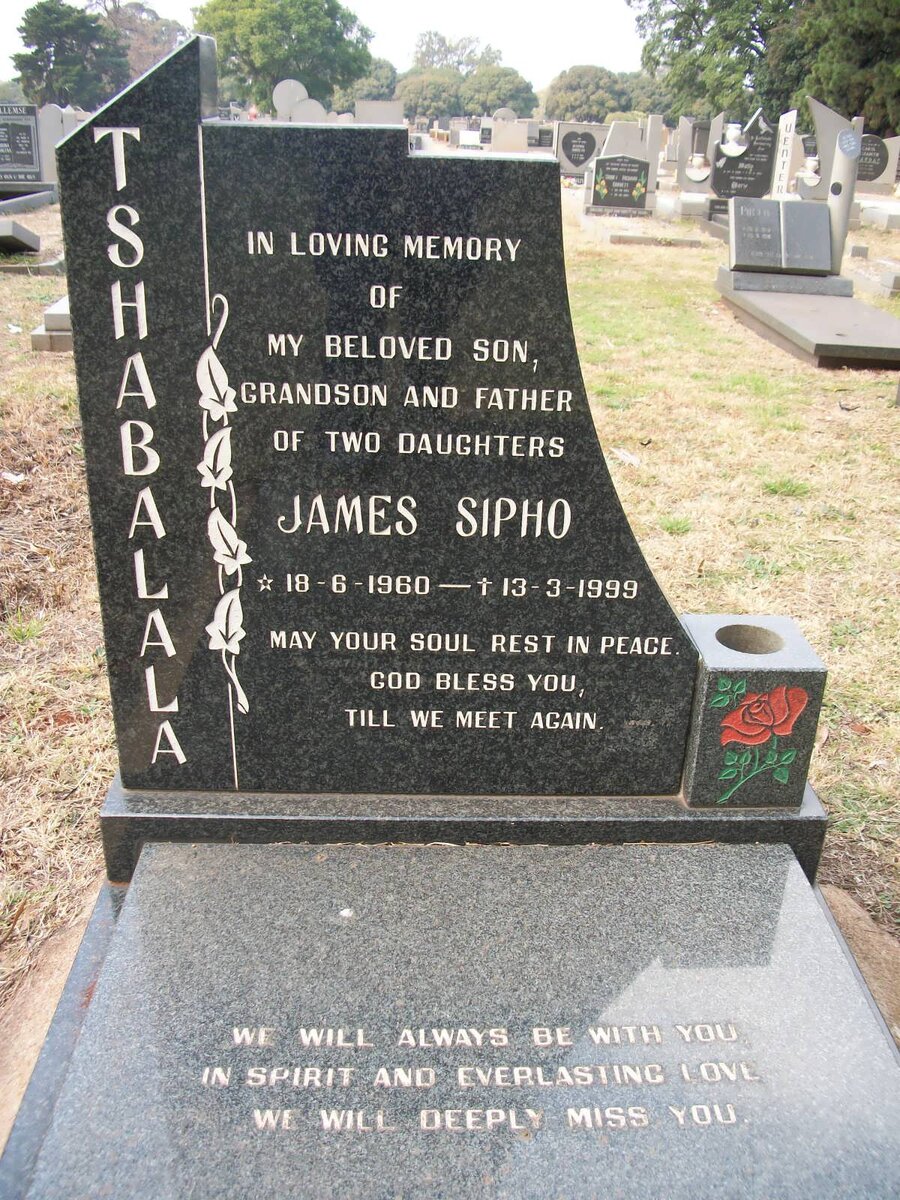 TSHABALALA
IN LOVING MEMORY
OF
MY BELOVED SON,
GRANDSON AND FATHER
OF TWO DAUGHTERS
JAMES SIPHO
☆ 18-6-1960 — † 13-3-1999
MAY YOUR SOUL REST IN PEACE.
GOD BLESS YOU,
TILL WE MEET AGAIN.
WE WILL ALWAYS BE WITH YOU,
IN SPIRIT AND EVERLASTING LOVE
WE WILL DEEPLY MISS YOU.
VENTER